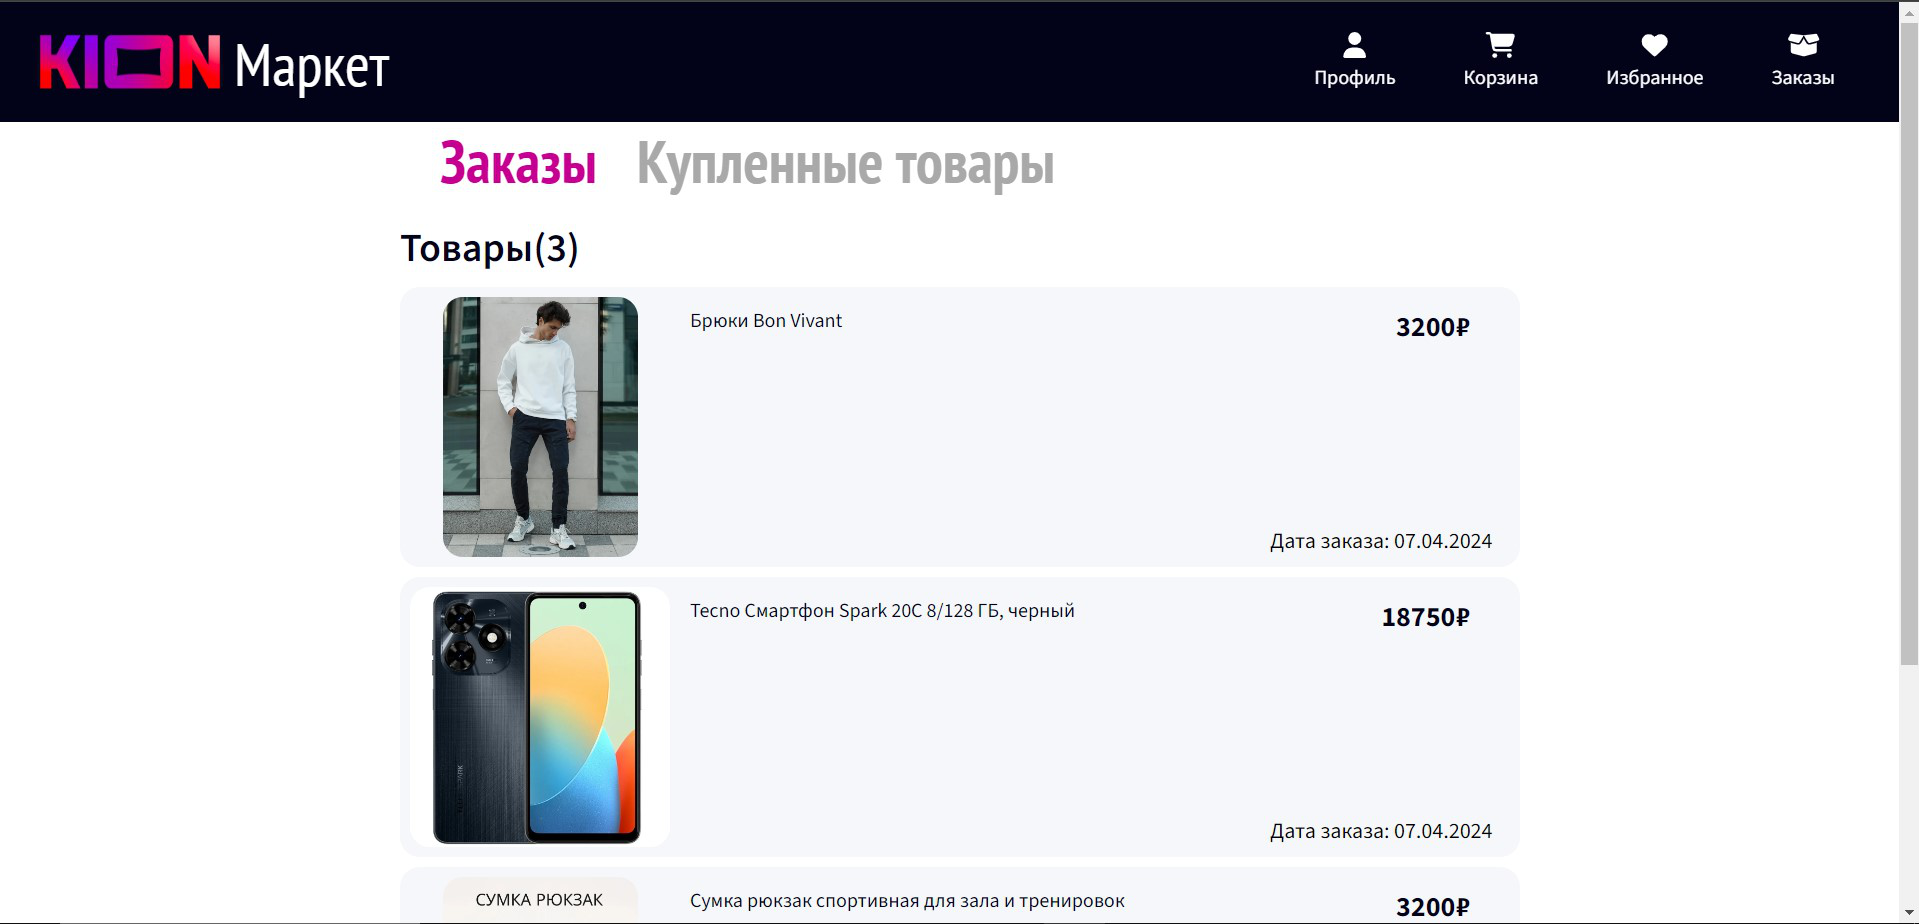 KION Маркет
Профиль
Корзина
Избранное
Заказы
Заказы Купленные товары
Товары(3)
Брюки Bon Vivant
3200₽
Дата заказа: 07.04.2024
Tecno Смартфон Spark 20C 8/128 ГБ, черный
18750₽
Дата заказа: 07.04.2024
СУМКА РЮКЗАК
Сумка рюкзак спортивная для зала и тренировок
3200₽